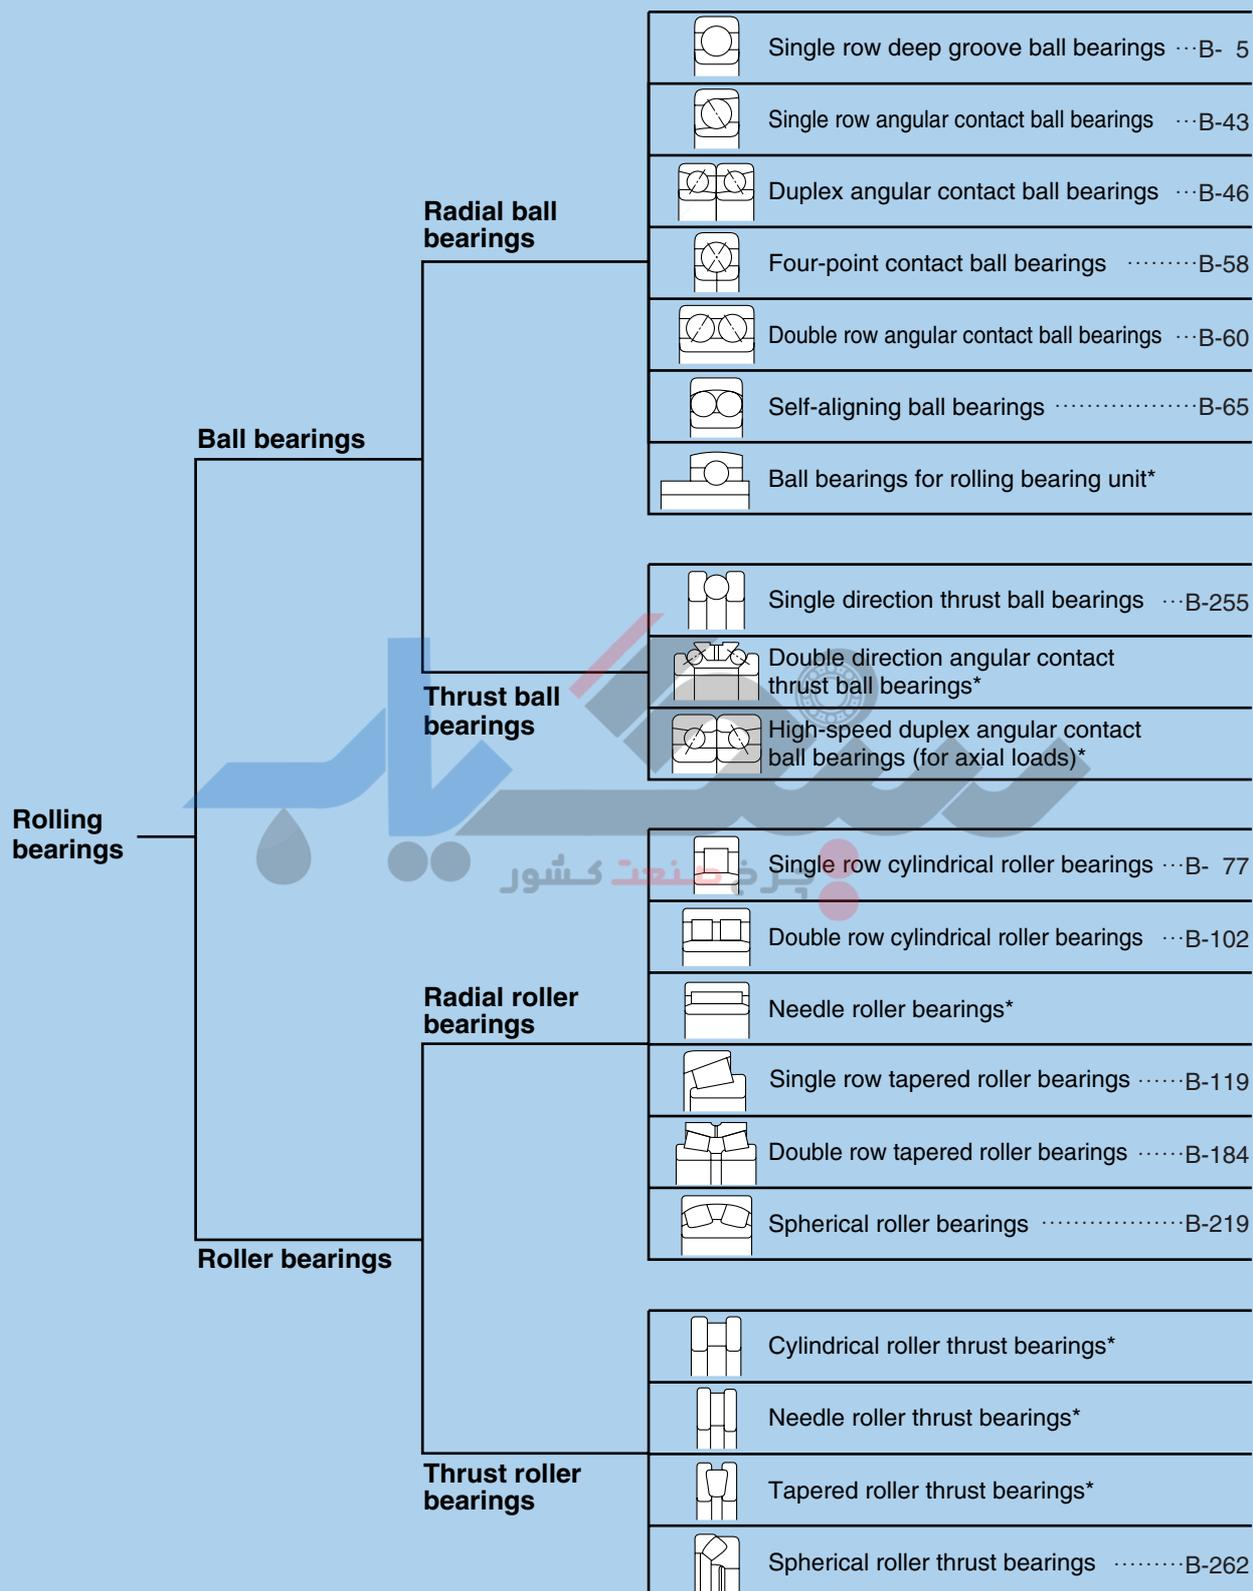 Single row deep groove ball bearings ···B- 5
Single row angular contact ball bearings ···B-43
Duplex angular contact ball bearings ···B-46
Radial ball
bearings
Four-point contact ball bearings ·········B-58
Double row angular contact ball bearings ···B-60
Self-aligning ball bearings ··················B-65
Ball bearings
Ball bearings for rolling bearing unit*
Single direction thrust ball bearings ···B-255
Double direction angular contact
thrust ball bearings*
Thrust ball
bearings
High-speed duplex angular contact
ball bearings (for axial loads)*
Rolling
bearings
سپهر یاب
چرخ صنعت کشور
Single row cylindrical roller bearings ···B- 77
Double row cylindrical roller bearings ···B-102
Radial roller
bearings
Needle roller bearings*
Single row tapered roller bearings ······B-119
Double row tapered roller bearings ······B-184
Spherical roller bearings ··················B-219
Roller bearings
Cylindrical roller thrust bearings*
Needle roller thrust bearings*
Thrust roller
bearings
Tapered roller thrust bearings*
Spherical roller thrust bearings ·········B-262